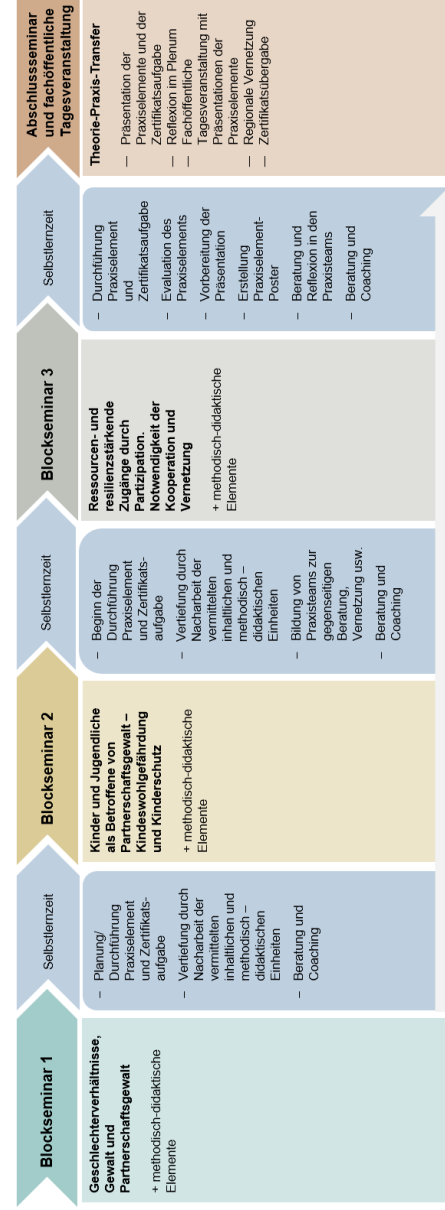 Blockseminar 1
Geschlechterverhältnisse,
Gewalt und
Partnerschaftsgewalt
+ methodisch-didaktische
Elemente
Selbstlernzeit
– Planung/
Durchführung
Praxiselement
und Zertifikats-
aufgabe
– Vertiefung durch
Nacharbeit der
vermittelten
inhaltlichen und
methodisch –
didaktischen
Einheiten
– Beratung und
Coaching
Blockseminar 2
Kinder und Jugendliche
als Betroffene von
Partnerschaftsgewalt –
Kindeswohlgefährdung
und Kinderschutz
+ methodisch-didaktische
Elemente
Selbstlernzeit
– Beginn der
Durchführung
Praxiselement
und Zertifikats-
aufgabe
– Vertiefung durch
Nacharbeit der
vermittelten
inhaltlichen und
methodisch –
didaktischen
Einheiten
– Bildung von
Praxisteams zur
gegenseitigen
Beratung,
Vernetzung usw.
– Beratung und
Coaching
Blockseminar 3
Ressourcen- und
resilienzstärkende
Zugänge durch
Partizipation.
Notwendigkeit der
Kooperation und
Vernetzung
+ methodisch-didaktische
Elemente
Selbstlernzeit
– Durchführung
Praxiselement
und
Zertifikatsaufgabe
– Evaluation des
Praxiselements
– Vorbereitung der
Präsentation
– Erstellung
Praxiselement-
Poster
– Beratung und
Reflexion in den
Praxisteams
– Beratung und
Coaching
Abschlussseminar
und fachöffentliche
Tagesveranstaltung
Theorie-Praxis-Transfer
— Präsentation der
Praxiselemente und der
Zertifikatsaufgabe
— Reflexion im Plenum
— Fachöffentliche
Tagesveranstaltung mit
Präsentationen der
Praxiselemente
— Regionale Vernetzung
— Zertifikatsübergabe